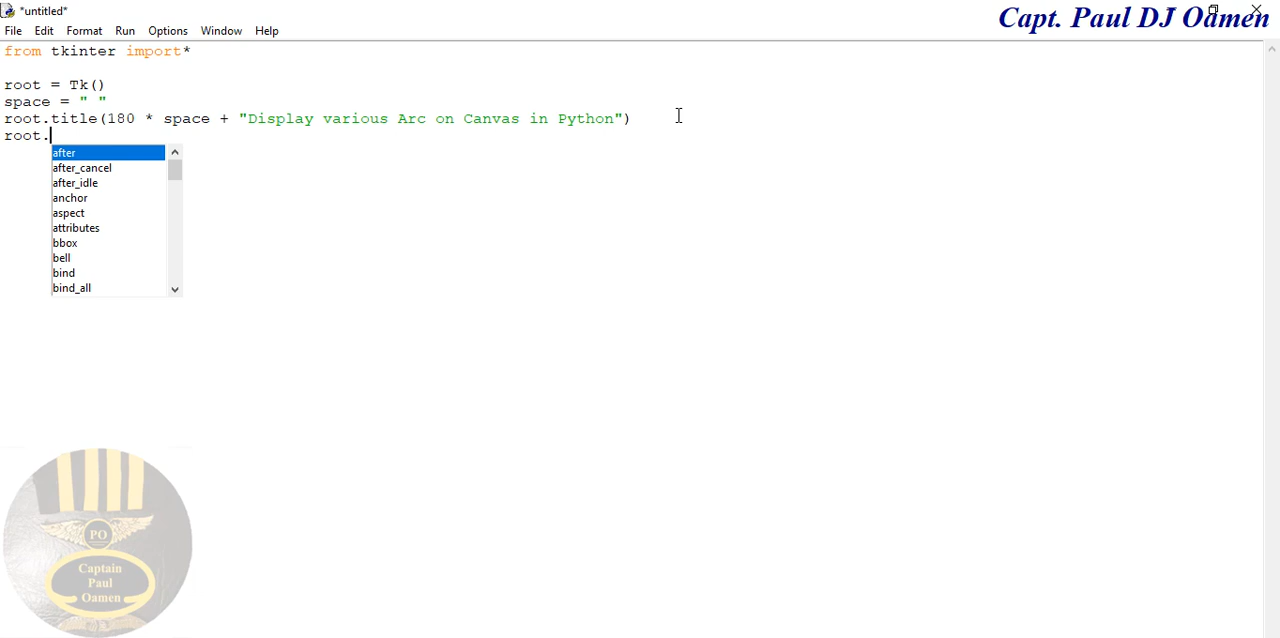 *untitled*
Capt. Paul DJ Oamen
File Edit Format Run Options Window Help
from tkinter import*
root = Tk()
space = " "
root.title(180 * space + "Display various Arc on Canvas in Python")
root.
after
after_cancel
after_idle
anchor
aspect
attributes
bbox
bell
bind
bind_all
PO
Captain
Paul
Oamen